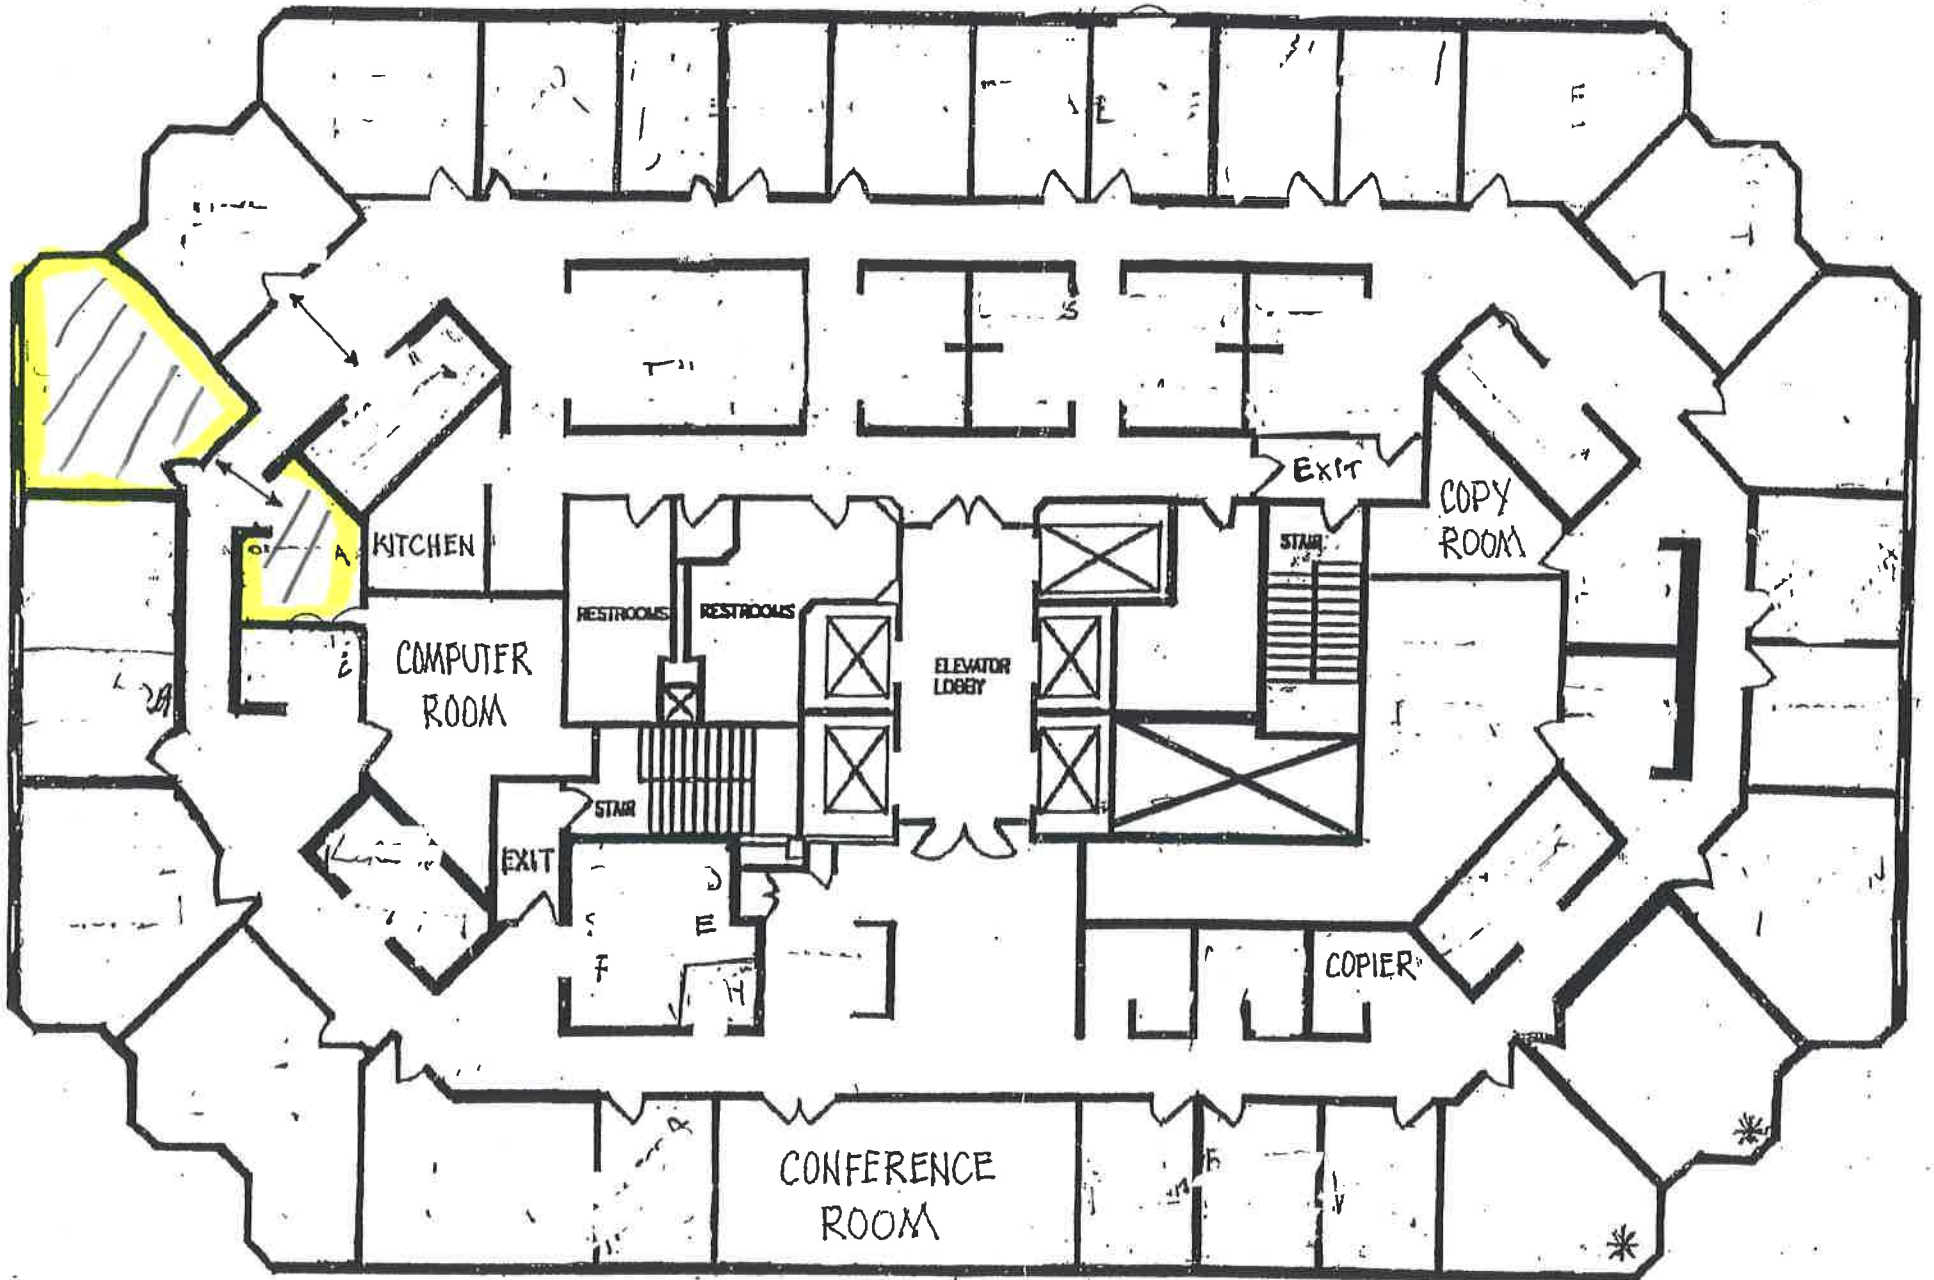 EXIT
COPY
ROOM
KITCHEN
STAIR
RESTROOMS
RESTROOMS
COMPUTER
ROOM
ELEVATOR
LOBBY
STAIR
EXIT
COPIER
CONFERENCE
ROOM